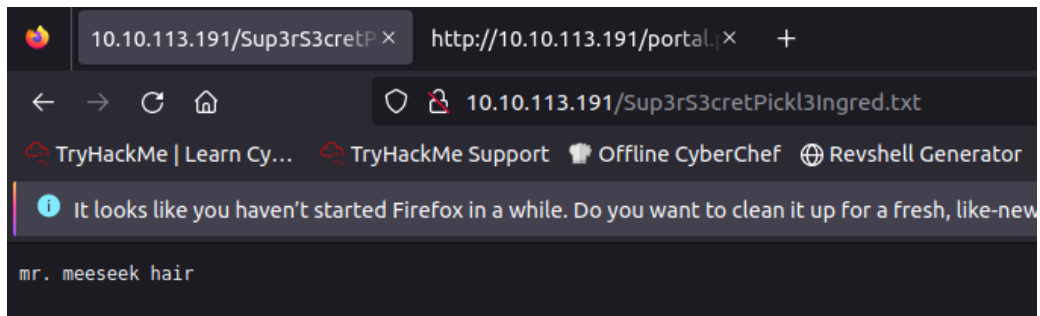 10.10.113.191/Sup3rS3cretP
http://10.10.113.191/portal.
10.10.113.191/Sup3rS3cretPickl3Ingred.txt
TryHackMe | Learn Cy… TryHackMe Support Offline CyberChef Revshell Generator
It looks like you haven’t started Firefox in a while. Do you want to clean it up for a fresh, like-new
mr. meeseek hair